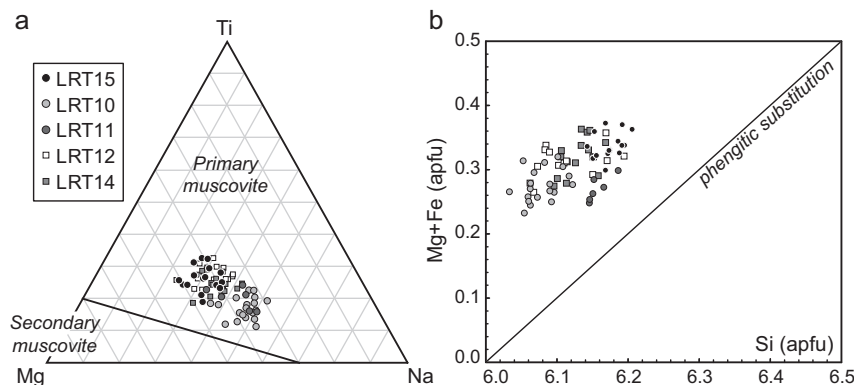 a
Ti
LRT15
LRT10
LRT11
LRT12
LRT14
Primary
muscovite
Secondary
muscovite
Mg
Na
b
0.5
0.4
0.3
0.2
0.1
0.0
Mg+Fe (apfu)
phengitic substitution
Si (apfu)
6.0 6.1 6.2 6.3 6.4 6.5